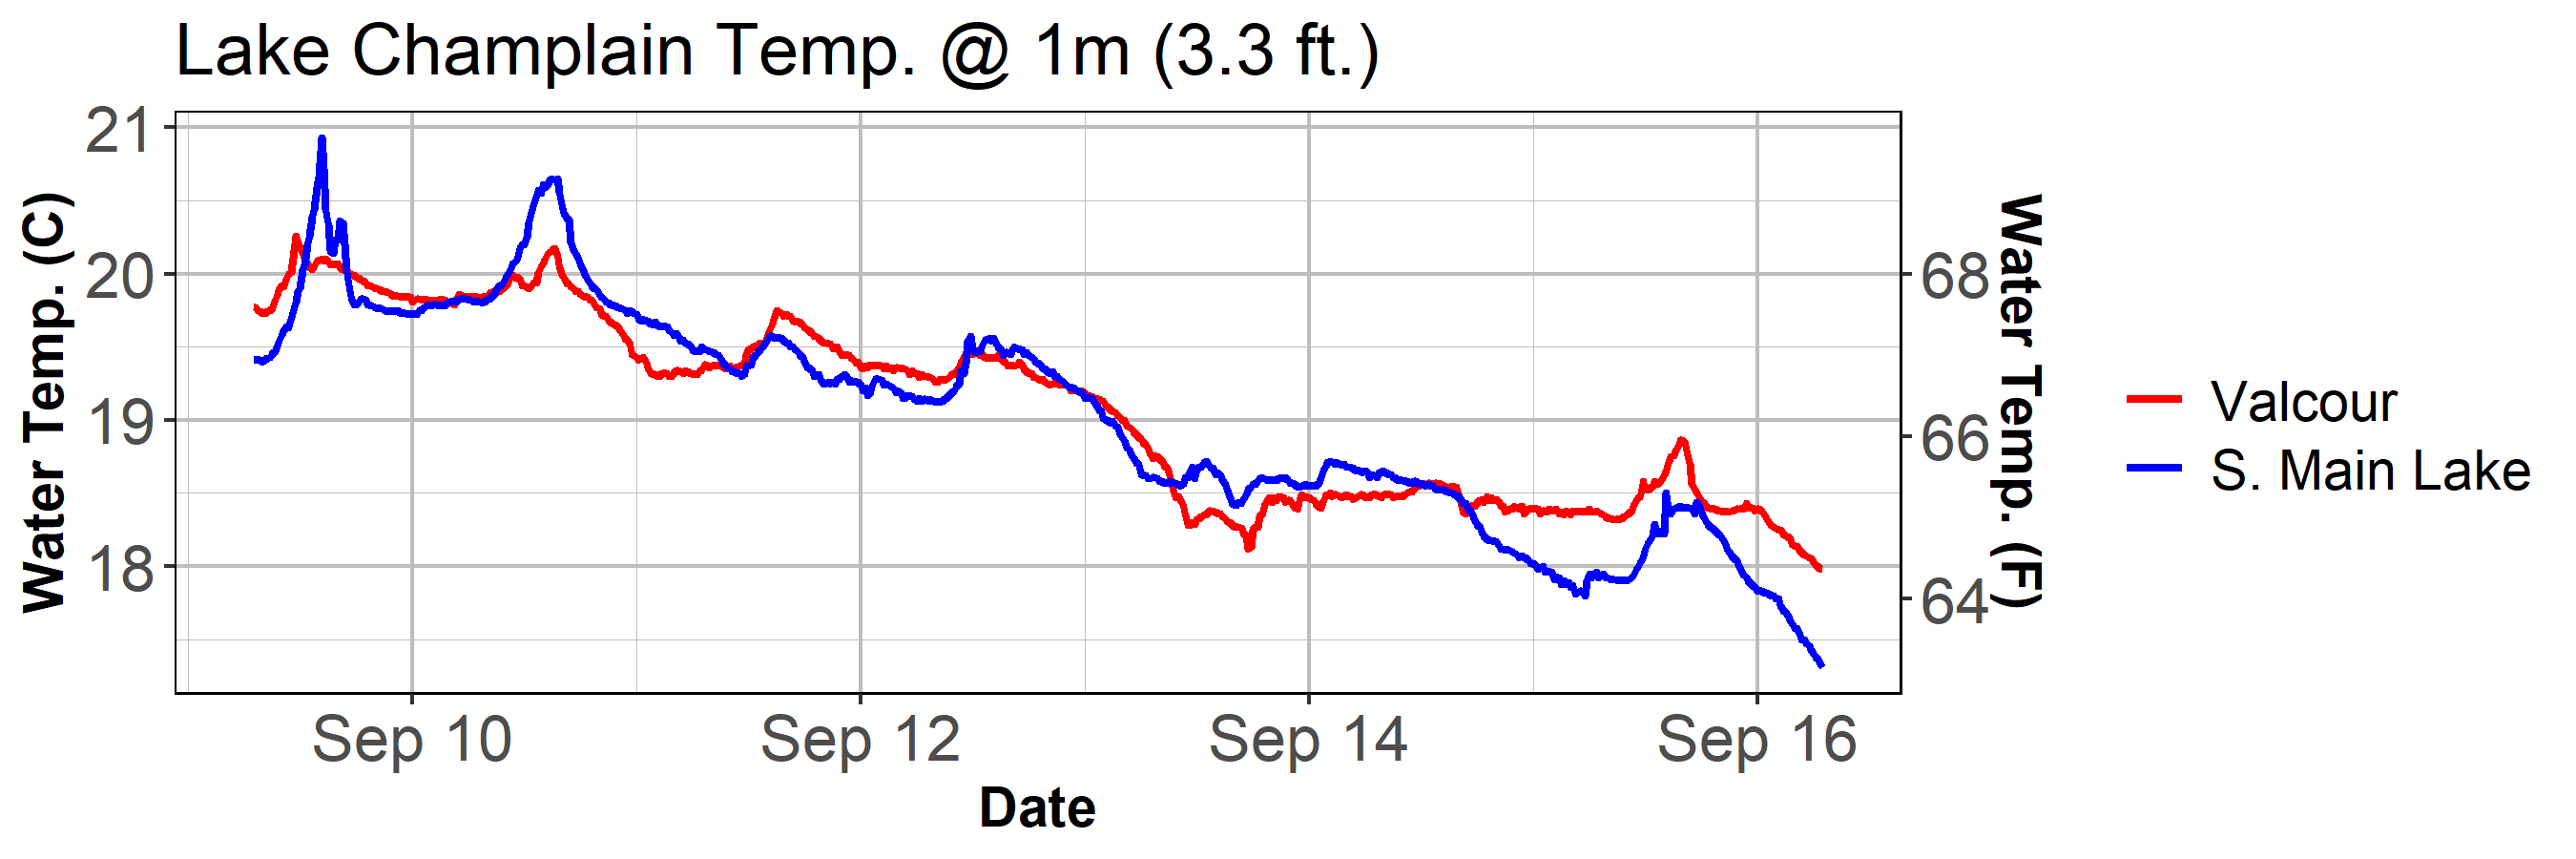 Lake Champlain Temp. @ 1m (3.3 ft.)
Water Temp. (C)
21
20
19
18
68
66
64
Water Temp. (F)
Sep 10
Sep 12
Sep 14
Sep 16
Date
Valcour
S. Main Lake